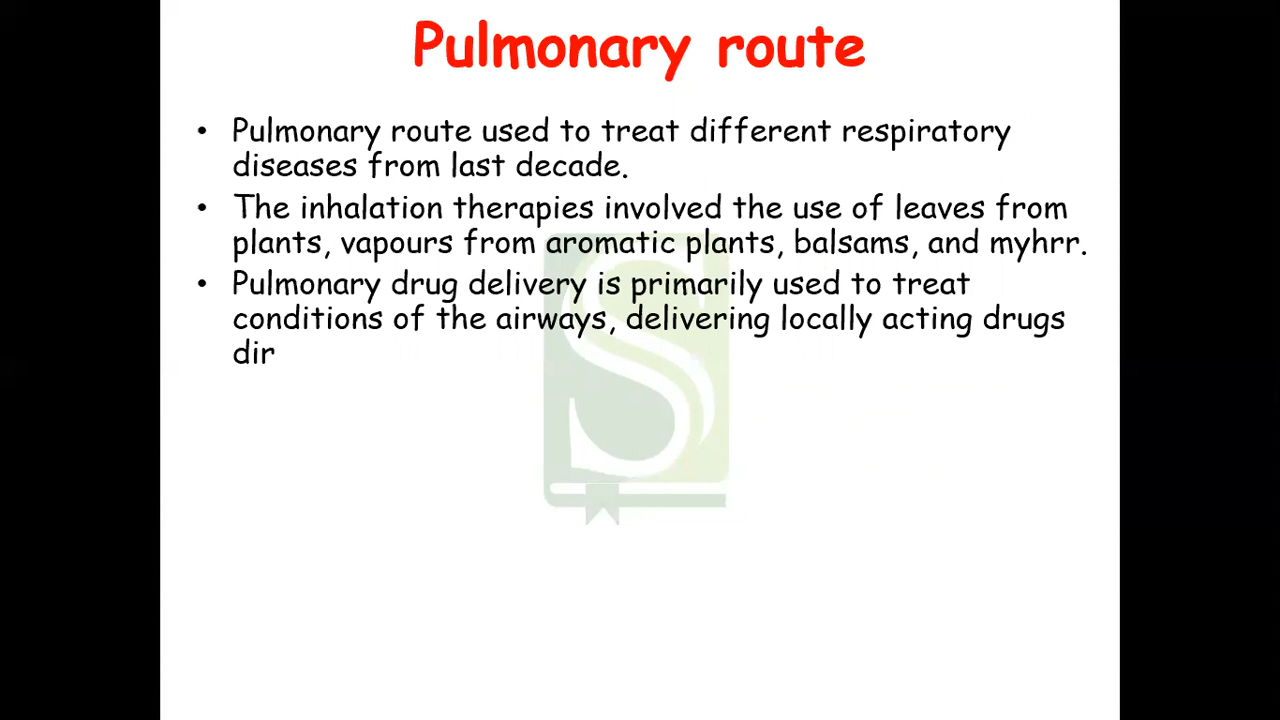 Pulmonary route
• Pulmonary route used to treat different respiratory
diseases from last decade.
• The inhalation therapies involved the use of leaves from
plants, vapours from aromatic plants, balsams, and myhrr.
• Pulmonary drug delivery is primarily used to treat
conditions of the airways, delivering locally acting drugs
dir